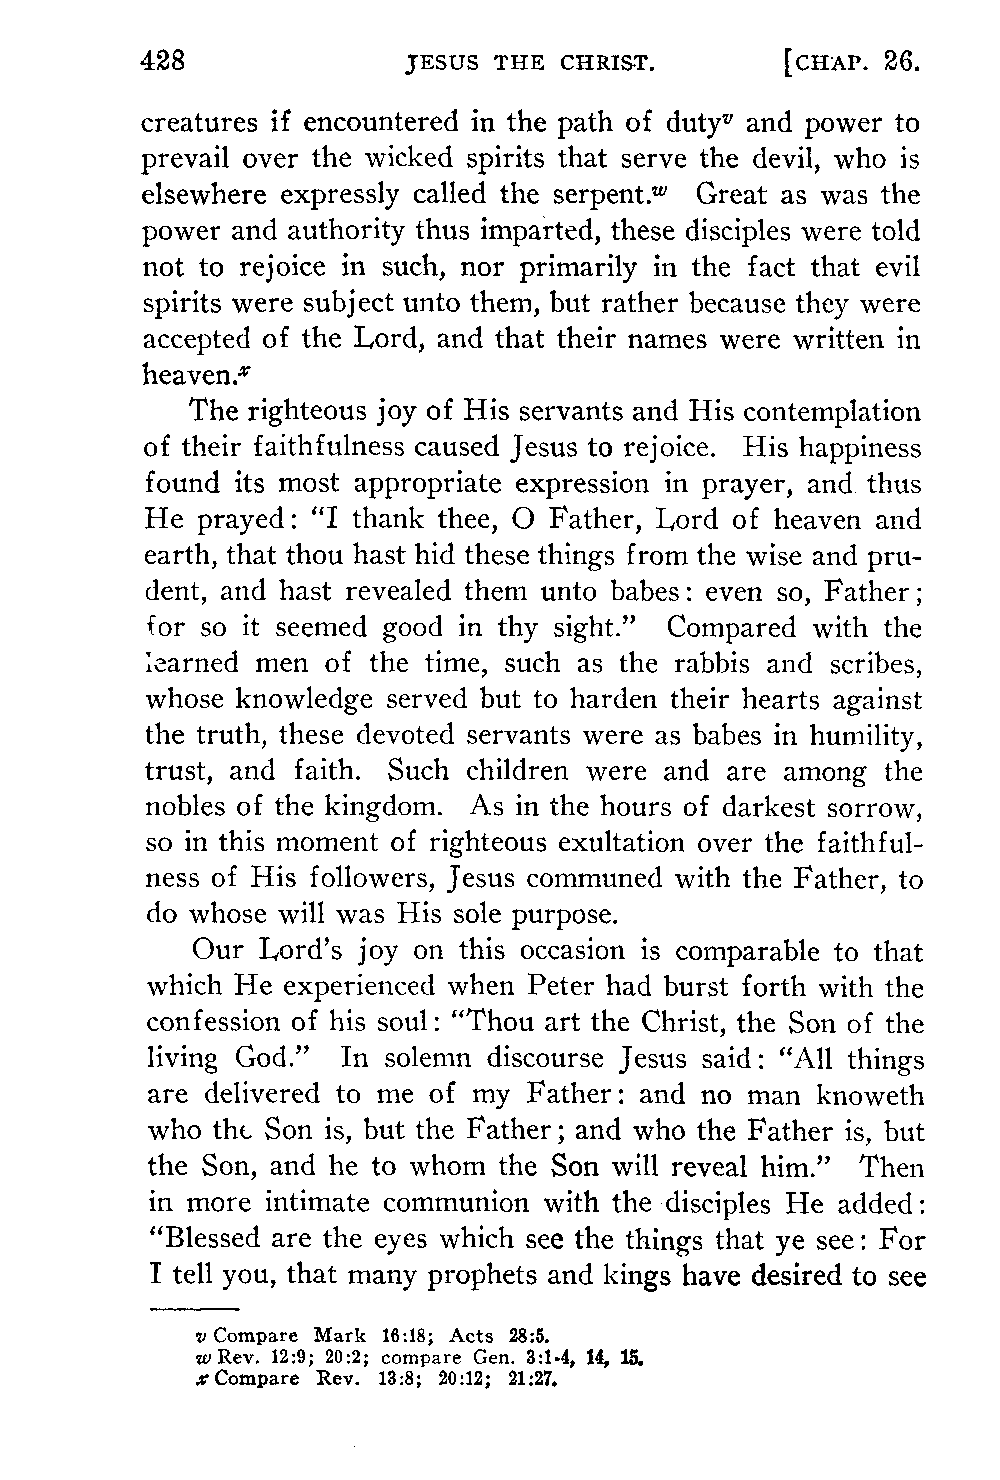 428 JESUS THE CHRIST. [CHAP. 26.
creatures if encountered in the path of dutyᵛ and power to
prevail over the wicked spirits that serve the devil, who is
elsewhere expressly called the serpent.ʷ Great as was the
power and authority thus imparted, these disciples were told
not to rejoice in such, nor primarily in the fact that evil
spirits were subject unto them, but rather because they were
accepted of the Lord, and that their names were written in
heaven.ˣ
The righteous joy of His servants and His contemplation
of their faithfulness caused Jesus to rejoice. His happiness
found its most appropriate expression in prayer, and thus
He prayed: “I thank thee, O Father, Lord of heaven and
earth, that thou hast hid these things from the wise and pru-
dent, and hast revealed them unto babes: even so, Father;
for so it seemed good in thy sight.” Compared with the
learned men of the time, such as the rabbis and scribes,
whose knowledge served but to harden their hearts against
the truth, these devoted servants were as babes in humility,
trust, and faith. Such children were and are among the
nobles of the kingdom. As in the hours of darkest sorrow,
so in this moment of righteous exultation over the faithful-
ness of His followers, Jesus communed with the Father, to
do whose will was His sole purpose.
Our Lord’s joy on this occasion is comparable to that
which He experienced when Peter had burst forth with the
confession of his soul: “Thou art the Christ, the Son of the
living God.” In solemn discourse Jesus said: “All things
are delivered to me of my Father: and no man knoweth
who the Son is, but the Father; and who the Father is, but
the Son, and he to whom the Son will reveal him.” Then
in more intimate communion with the disciples He added:
“Blessed are the eyes which see the things that ye see: For
I tell you, that many prophets and kings have desired to see
v Compare Mark 16:18; Acts 28:5.
w Rev. 12:9; 20:2; compare Gen. 3:1-4, 14, 15.
x Compare Rev. 13:8; 20:12; 21:27.